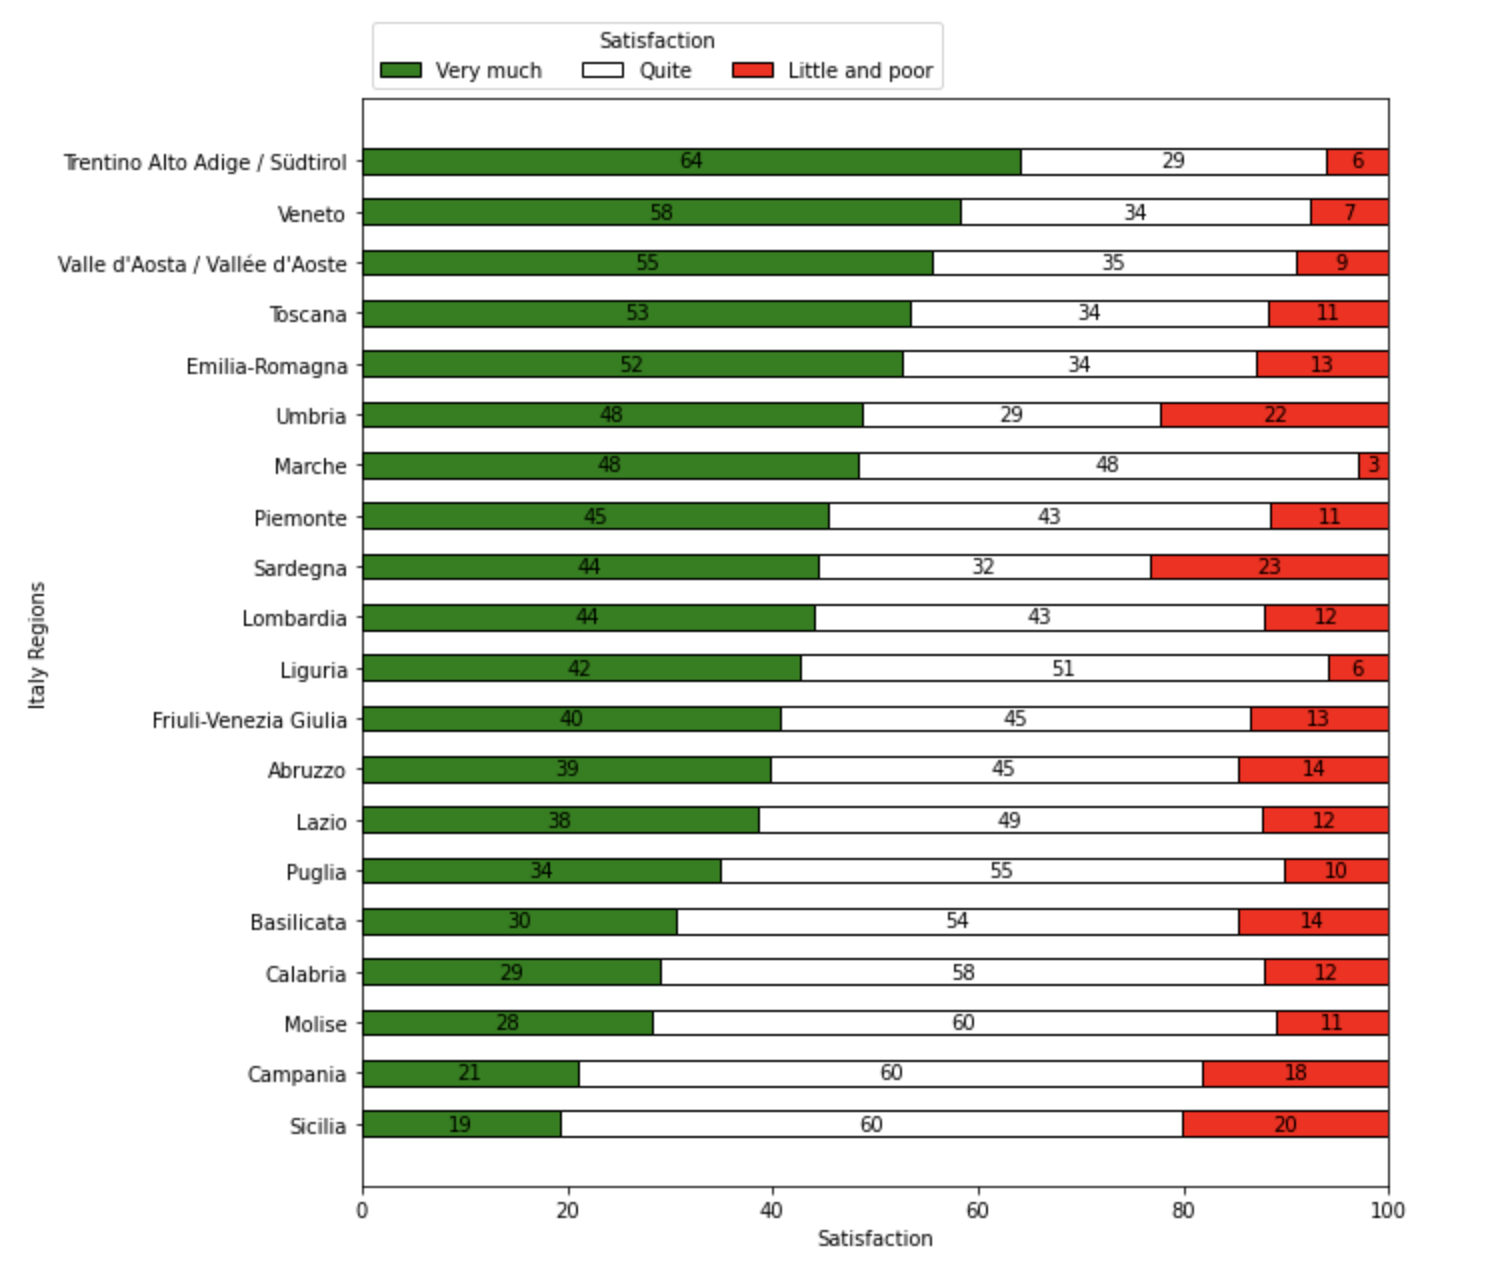 Satisfaction
Very much Quite Little and poor
Trentino Alto Adige / Südtirol 64 29 6
Veneto 58 34 7
Valle d'Aosta / Vallée d'Aoste 55 35 9
Toscana 53 34 11
Emilia-Romagna 52 34 13
Umbria 48 29 22
Marche 48 48 3
Piemonte 45 43 11
Sardegna 44 32 23
Lombardia 44 43 12
Liguria 42 51 6
Friuli-Venezia Giulia 40 45 13
Abruzzo 39 45 14
Lazio 38 49 12
Puglia 34 55 10
Basilicata 30 54 14
Calabria 29 58 12
Molise 28 60 11
Campania 21 60 18
Sicilia 19 60 20
Italy Regions
0 20 40 60 80 100
Satisfaction